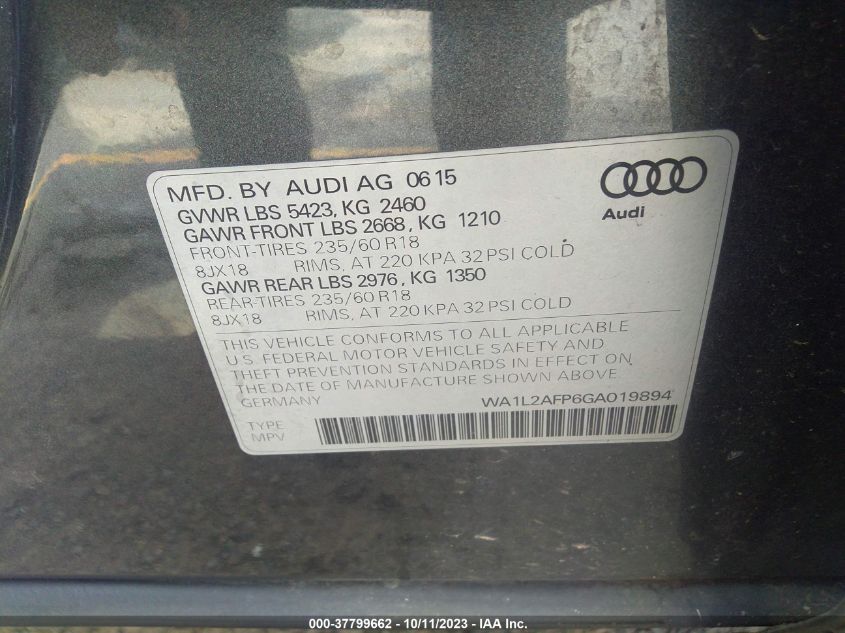 MFD. BY AUDI AG 06 15
GVWR LBS 5423, KG 2460
GAWR FRONT LBS 2668, KG 1210
FRONT-TIRES 235/60 R18
8JX18 RIMS, AT 220 KPA 32 PSI COLD
GAWR REAR LBS 2976, KG 1350
REAR-TIRES 235/60 R18
8JX18 RIMS, AT 220 KPA 32 PSI COLD
THIS VEHICLE CONFORMS TO ALL APPLICABLE
U.S. FEDERAL MOTOR VEHICLE SAFETY AND
THEFT PREVENTION STANDARDS IN EFFECT ON
THE DATE OF MANUFACTURE SHOWN ABOVE.
GERMANY WA1L2AFP6GA019894
TYPE
MPV
Audi
000-37799662 - 10/11/2023 - IAA Inc.